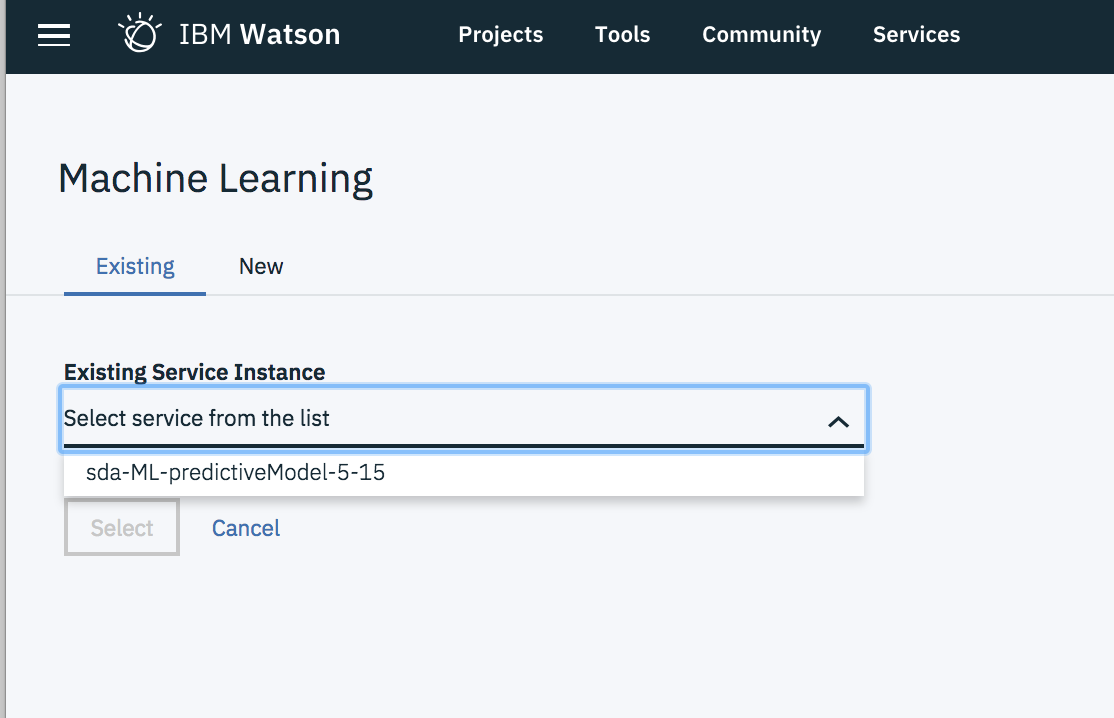 IBM Watson Projects Tools Community Services
Machine Learning
Existing New
Existing Service Instance
Select service from the list
sda-ML-predictiveModel-5-15
Select Cancel